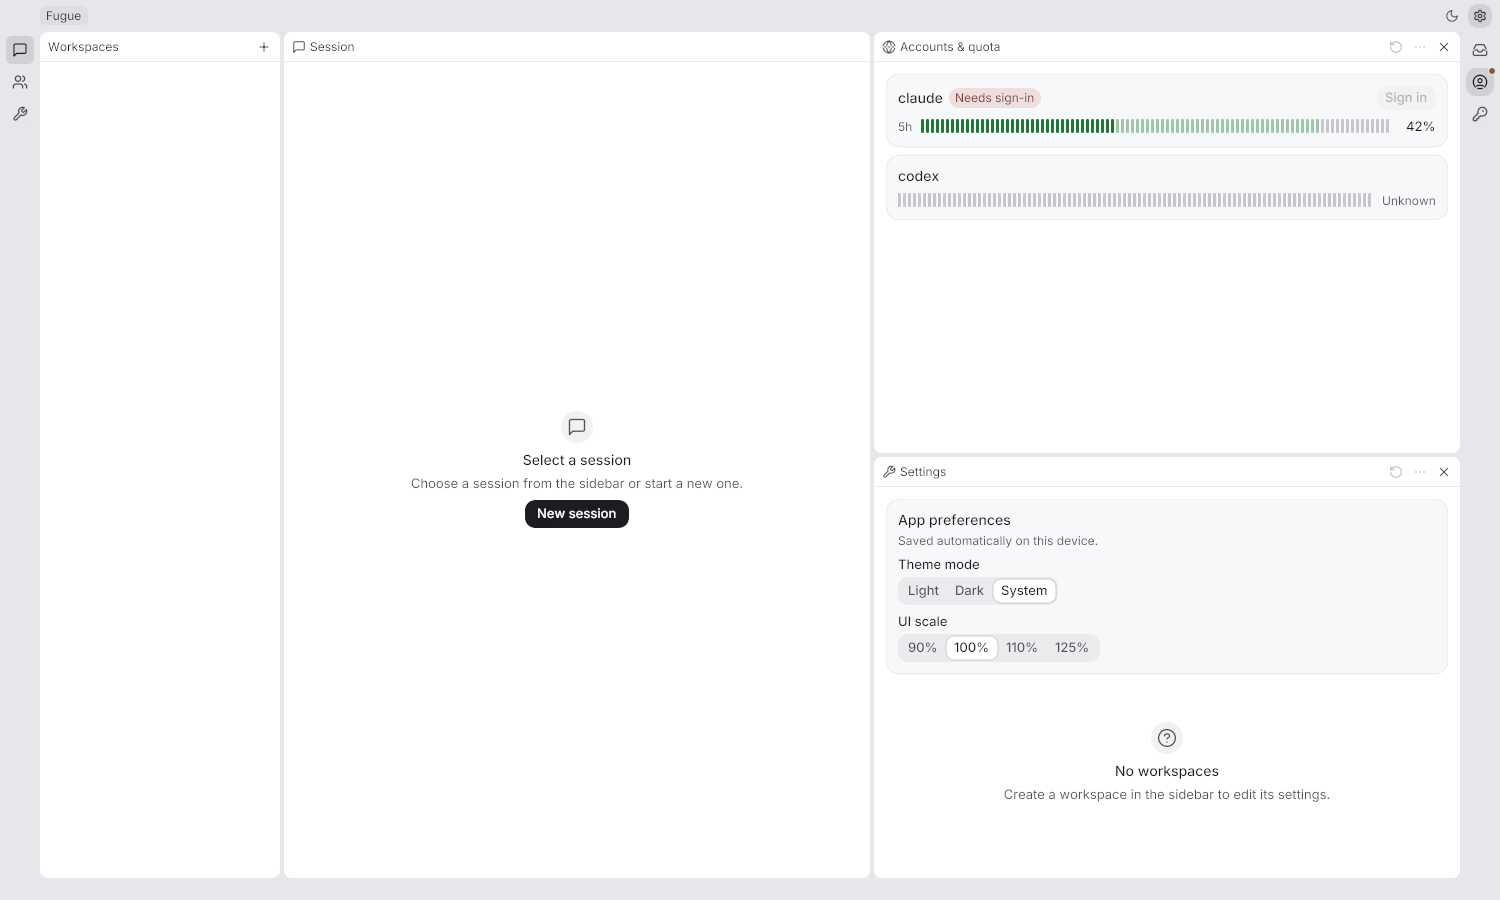 Fugue
Workspaces
Session
Select a session
Choose a session from the sidebar or start a new one.
New session
Accounts & quota
claude Needs sign-in Sign in
5h 42%
codex
Unknown
Settings
App preferences
Saved automatically on this device.
Theme mode
Light Dark System
UI scale
90% 100% 110% 125%
No workspaces
Create a workspace in the sidebar to edit its settings.